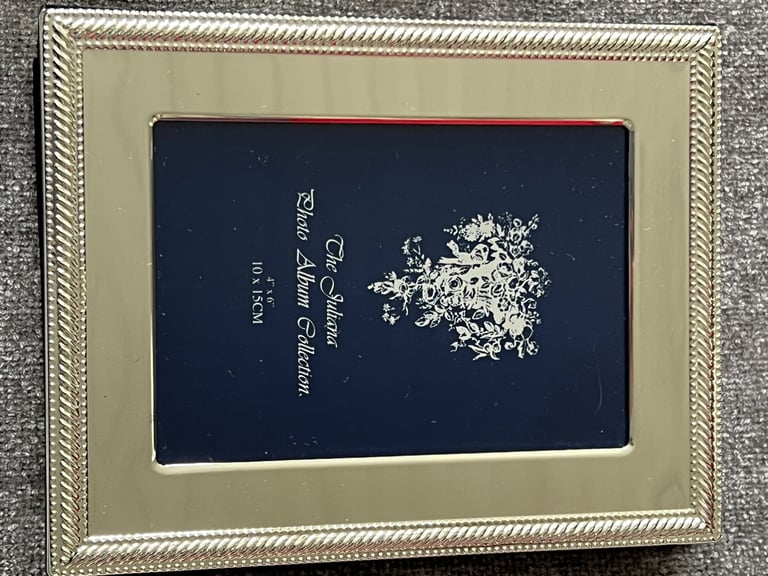 The Juliana
Photo Album Collection.
4" x 6"
10 x 15CM